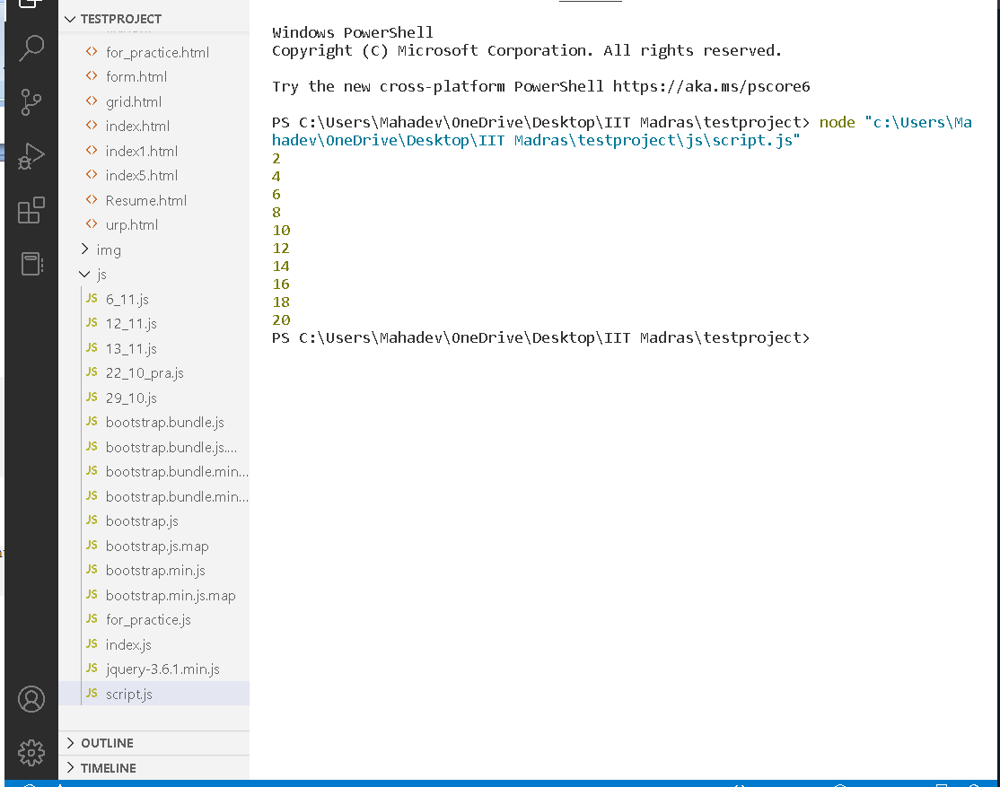 TESTPROJECT
for_practice.html
form.html
grid.html
index.html
index1.html
index5.html
Resume.html
urp.html
img
js
JS 6_11.js
JS 12_11.js
JS 13_11.js
JS 22_10_pra.js
JS 29_10.js
JS bootstrap.bundle.js
JS bootstrap.bundle.js....
JS bootstrap.bundle.min...
JS bootstrap.bundle.min...
JS bootstrap.js
JS bootstrap.js.map
JS bootstrap.min.js
JS bootstrap.min.js.map
JS for_practice.js
JS index.js
JS jquery-3.6.1.min.js
JS script.js
OUTLINE
TIMELINE
Windows PowerShell
Copyright (C) Microsoft Corporation. All rights reserved.
Try the new cross-platform PowerShell https://aka.ms/pscore6
PS C:\Users\Mahadev\OneDrive\Desktop\IIT Madras\testproject> node "c:\Users\Ma
hadev\OneDrive\Desktop\IIT Madras\testproject\js\script.js"
2
4
6
8
10
12
14
16
18
20
PS C:\Users\Mahadev\OneDrive\Desktop\IIT Madras\testproject>